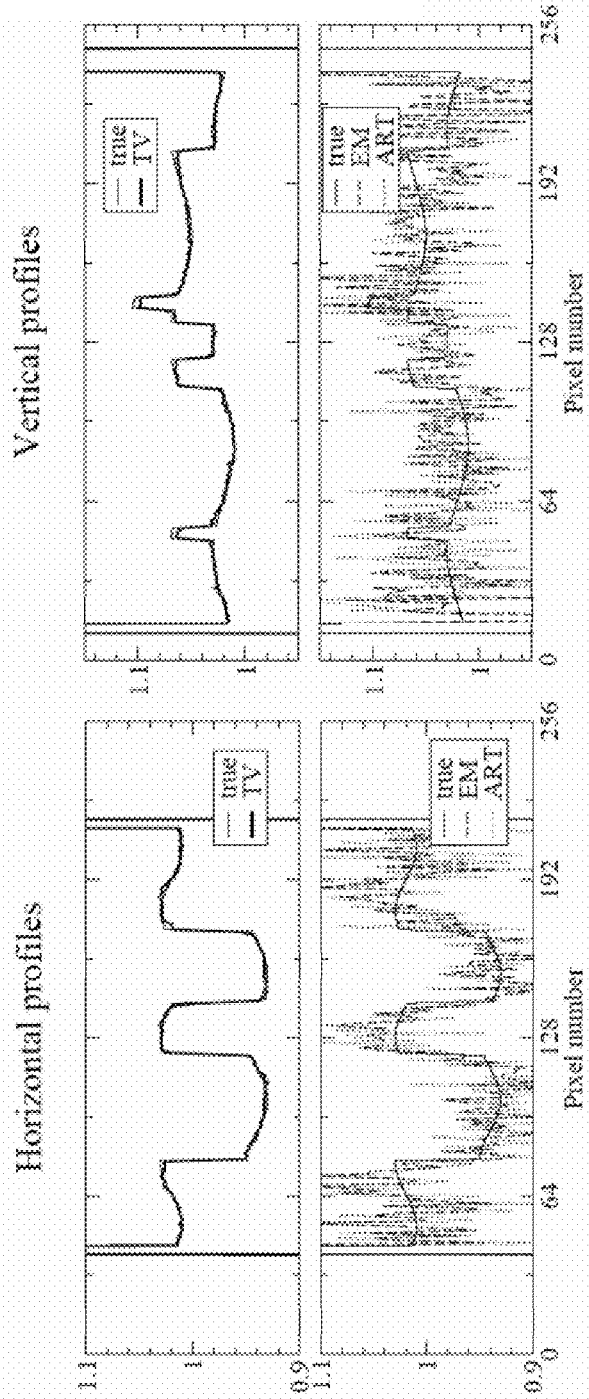 Horizontal profiles
1.1
1
0.9
true
TV
1.1
1
0.9
true
EM
ART
0
64
128
192
256
Pixel number
Vertical profiles
1.1
1
true
TV
1.1
1
true
EM
ART
0
64
128
192
256
Pixel number